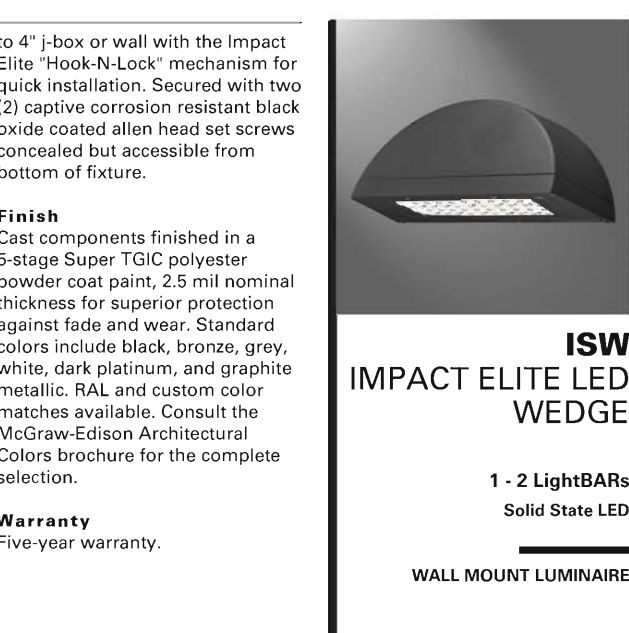 to 4" j-box or wall with the Impact
Elite "Hook-N-Lock" mechanism for
quick installation. Secured with two
(2) captive corrosion resistant black
oxide coated allen head set screws
concealed but accessible from
bottom of fixture.
Finish
Cast components finished in a
5-stage Super TGIC polyester
powder coat paint, 2.5 mil nominal
thickness for superior protection
against fade and wear. Standard
colors include black, bronze, grey,
white, dark platinum, and graphite
metallic. RAL and custom color
matches available. Consult the
McGraw-Edison Architectural
Colors brochure for the complete
selection.
Warranty
Five-year warranty.
ISW
IMPACT ELITE LED
WEDGE
1 - 2 LightBARs
Solid State LED
WALL MOUNT LUMINAIRE